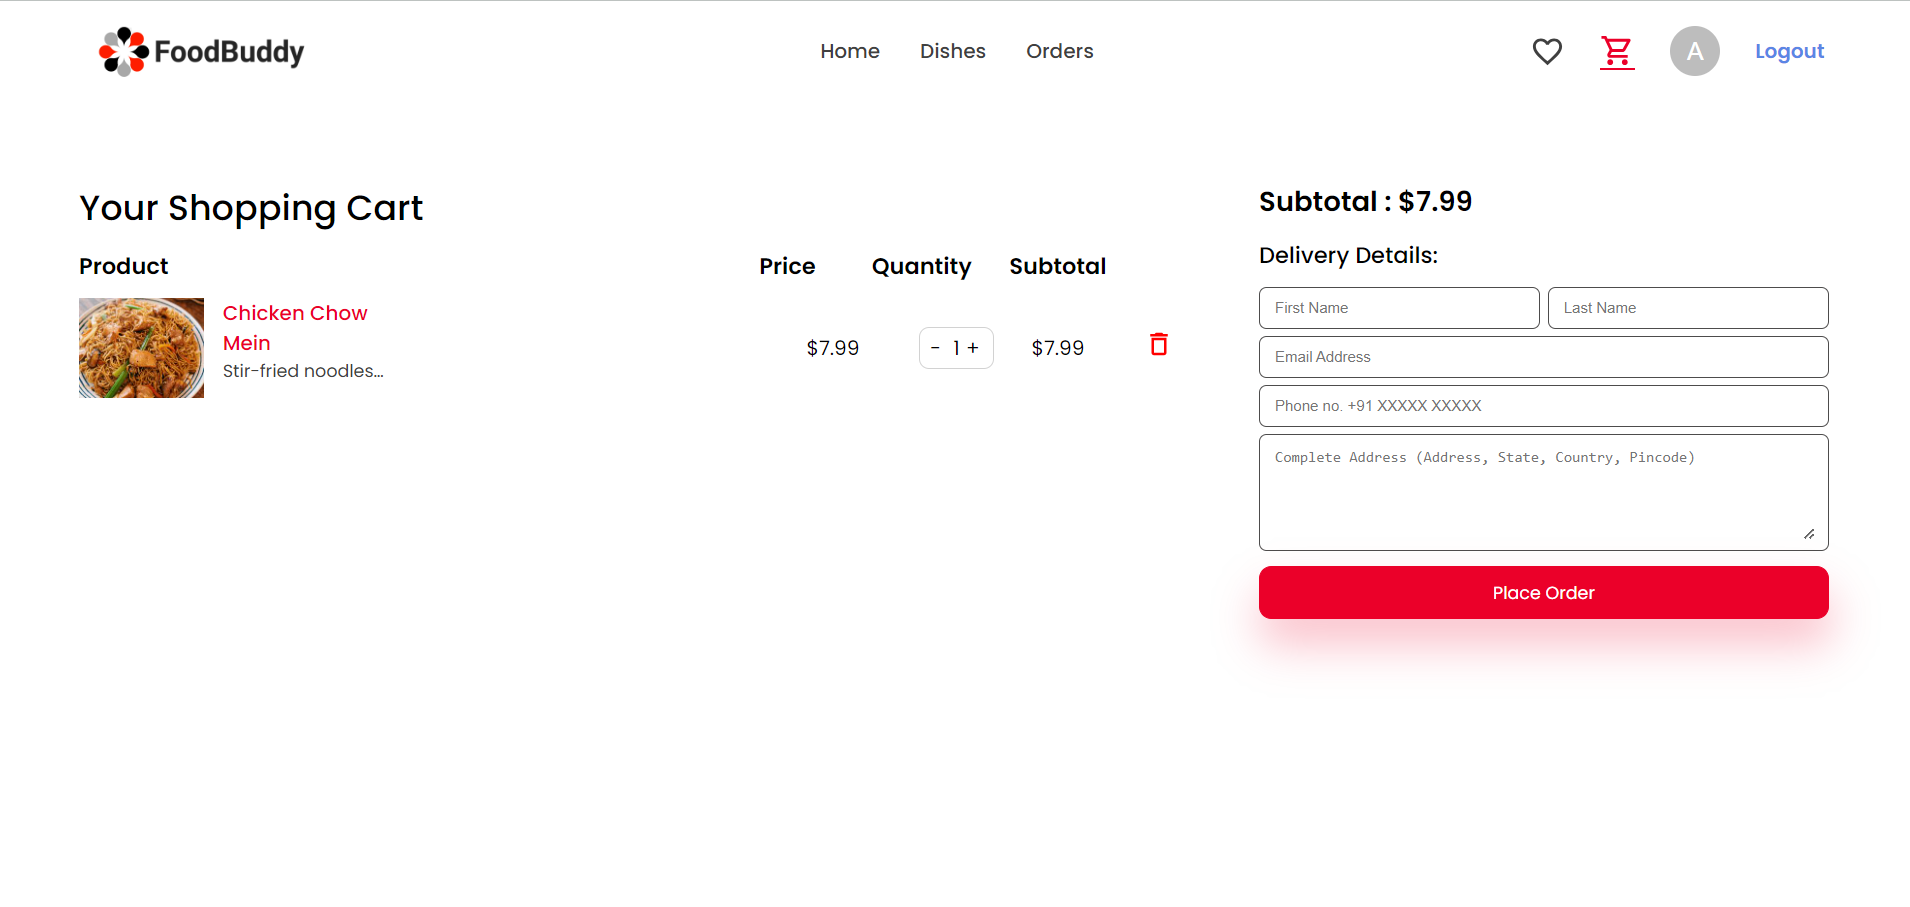 FoodBuddy
Home Dishes Orders
A
Logout
Your Shopping Cart
Product Price Quantity Subtotal
Chicken Chow
Mein
Stir-fried noodles...
$7.99 - 1 + $7.99
Subtotal : $7.99
Delivery Details:
First Name
Last Name
Email Address
Phone no. +91 XXXXX XXXXX
Complete Address (Address, State, Country, Pincode)
Place Order